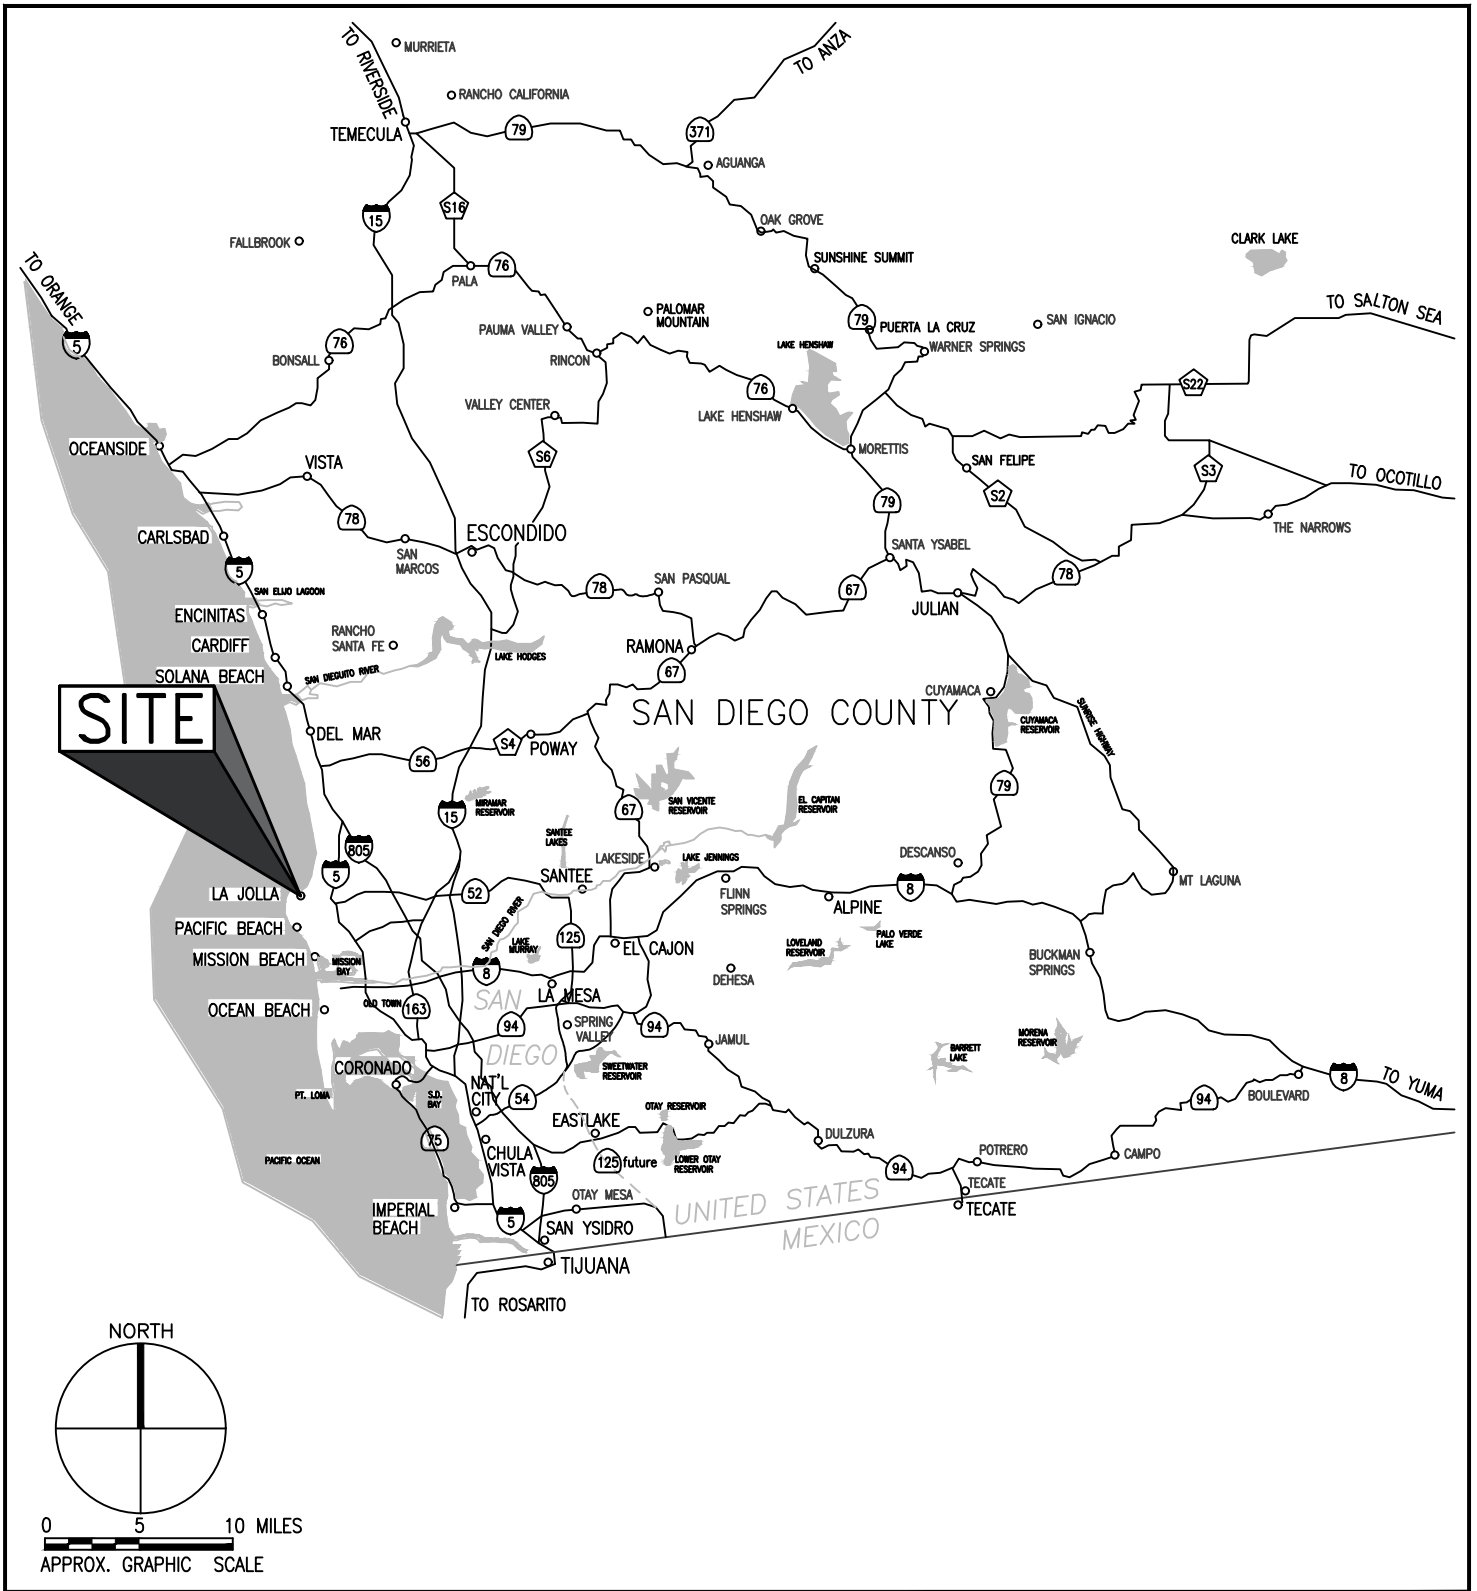 TO RIVERSIDE
MURRIETA
TO ANZA
RANCHO CALIFORNIA
TEMECULA
79
371
AGUANGA
S16
15
OAK GROVE
FALLBROOK
CLARK LAKE
SUNSHINE SUMMIT
TO ORANGE
76
PALA
TO SALTON SEA
PALOMAR
MOUNTAIN
79
PUERTA LA CRUZ
SAN IGNACIO
PAUMA VALLEY
5
76
LAKE HENSHAW
WARNER SPRINGS
BONSALL
RINCON
76
S22
VALLEY CENTER
LAKE HENSHAW
OCEANSIDE
MORETTIS
S6
VISTA
SAN FELIPE
S3
TO OCOTILLO
S2
79
78
THE NARROWS
CARLSBAD
ESCONDIDO
SAN
MARCOS
SANTA YSABEL
5
78
SAN PASQUAL
67
78
SAN ELIJO LAGOON
JULIAN
ENCINITAS
RANCHO
SANTA FE
CARDIFF
LAKE HODGES
RAMONA
SOLANA BEACH
SAN DIEGUITO RIVER
67
CUYAMACA
SITE
SAN DIEGO COUNTY
CUYAMACA
RESERVOIR
SUNRISE HIGHWAY
DEL MAR
S4
POWAY
56
79
MIRAMAR
RESERVOIR
15
67
SAN VICENTE
RESERVOIR
EL CAPITAN
RESERVOIR
SANTEE
LAKES
805
5
LAKESIDE
LAKE JENNINGS
DESCANSO
SANTEE
LA JOLLA
52
FLINN
SPRINGS
8
MT LAGUNA
ALPINE
PACIFIC BEACH
SAN DIEGO RIVER
125
LAKE
MURRAY
EL CAJON
LOVELAND
RESERVOIR
PALO VERDE
LAKE
MISSION BEACH
MISSION
BAY
8
DEHESA
BUCKMAN
SPRINGS
LA MESA
OCEAN BEACH
OLD TOWN
163
SAN
94
SPRING
VALLEY
94
JAMUL
MORENA
RESERVOIR
DIEGO
BARRETT
LAKE
CORONADO
SWEETWATER
RESERVOIR
NAT'L
CITY
PT. LOMA
S.D.
BAY
54
OTAY RESERVOIR
94
BOULEVARD
8
TO YUMA
EASTLAKE
75
CHULA
VISTA
DULZURA
PACIFIC OCEAN
125
future
LOWER OTAY
RESERVOIR
94
POTRERO
CAMPO
805
OTAY MESA
UNITED STATES
TECATE
TECATE
IMPERIAL
BEACH
5
SAN YSIDRO
MEXICO
TIJUANA
TO ROSARITO
NORTH
0 5 10 MILES
APPROX. GRAPHIC SCALE